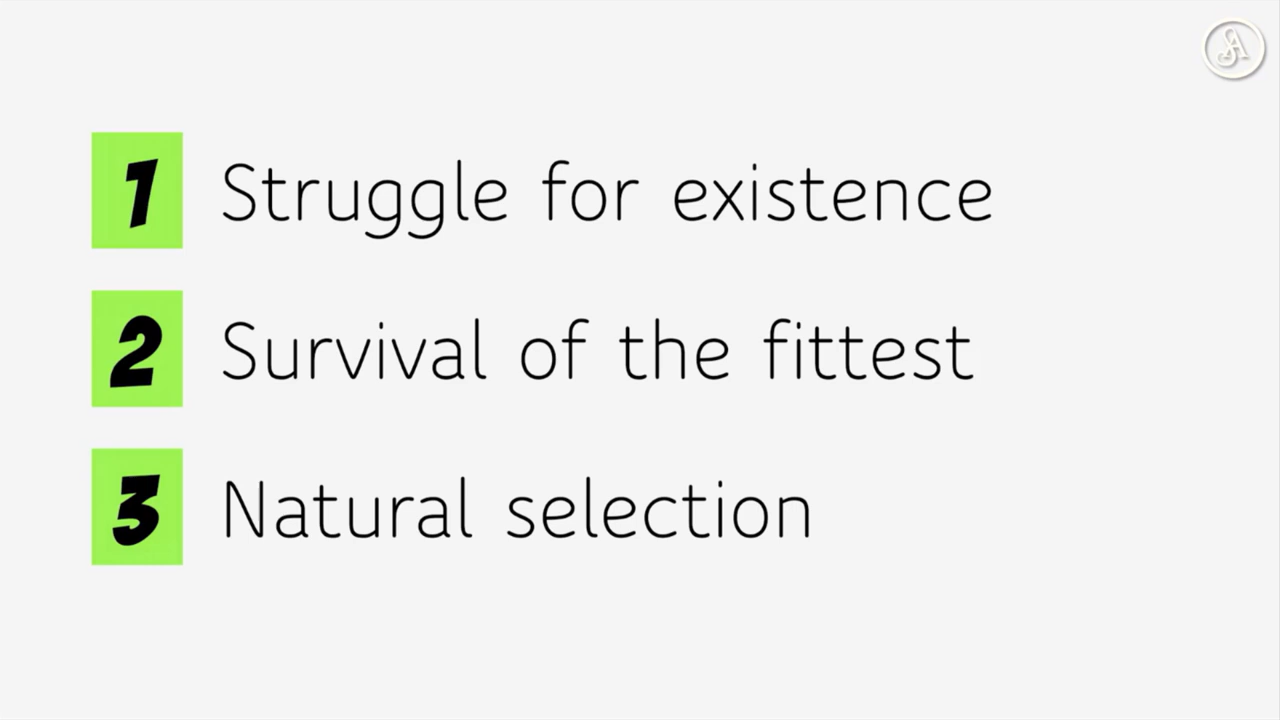 1 Struggle for existence
2 Survival of the fittest
3 Natural selection